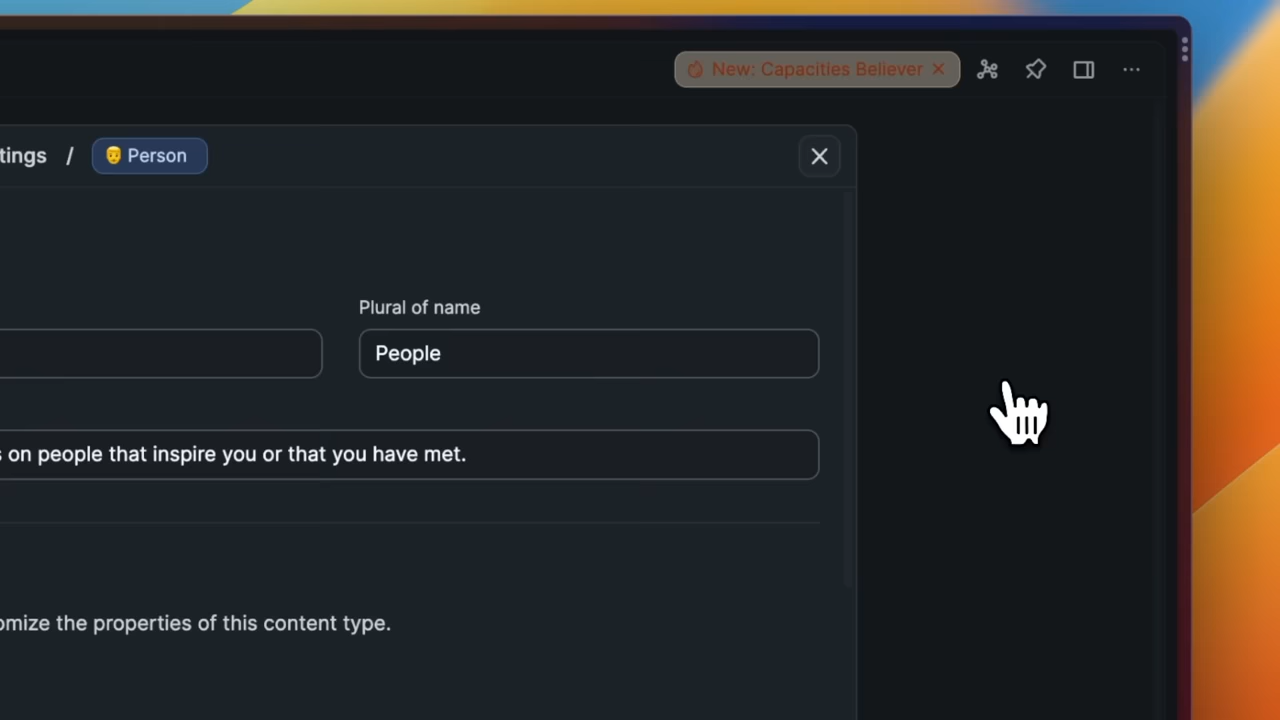 New: Capacities Believer
tings / Person
Plural of name
People
on people that inspire you or that you have met.
omize the properties of this content type.